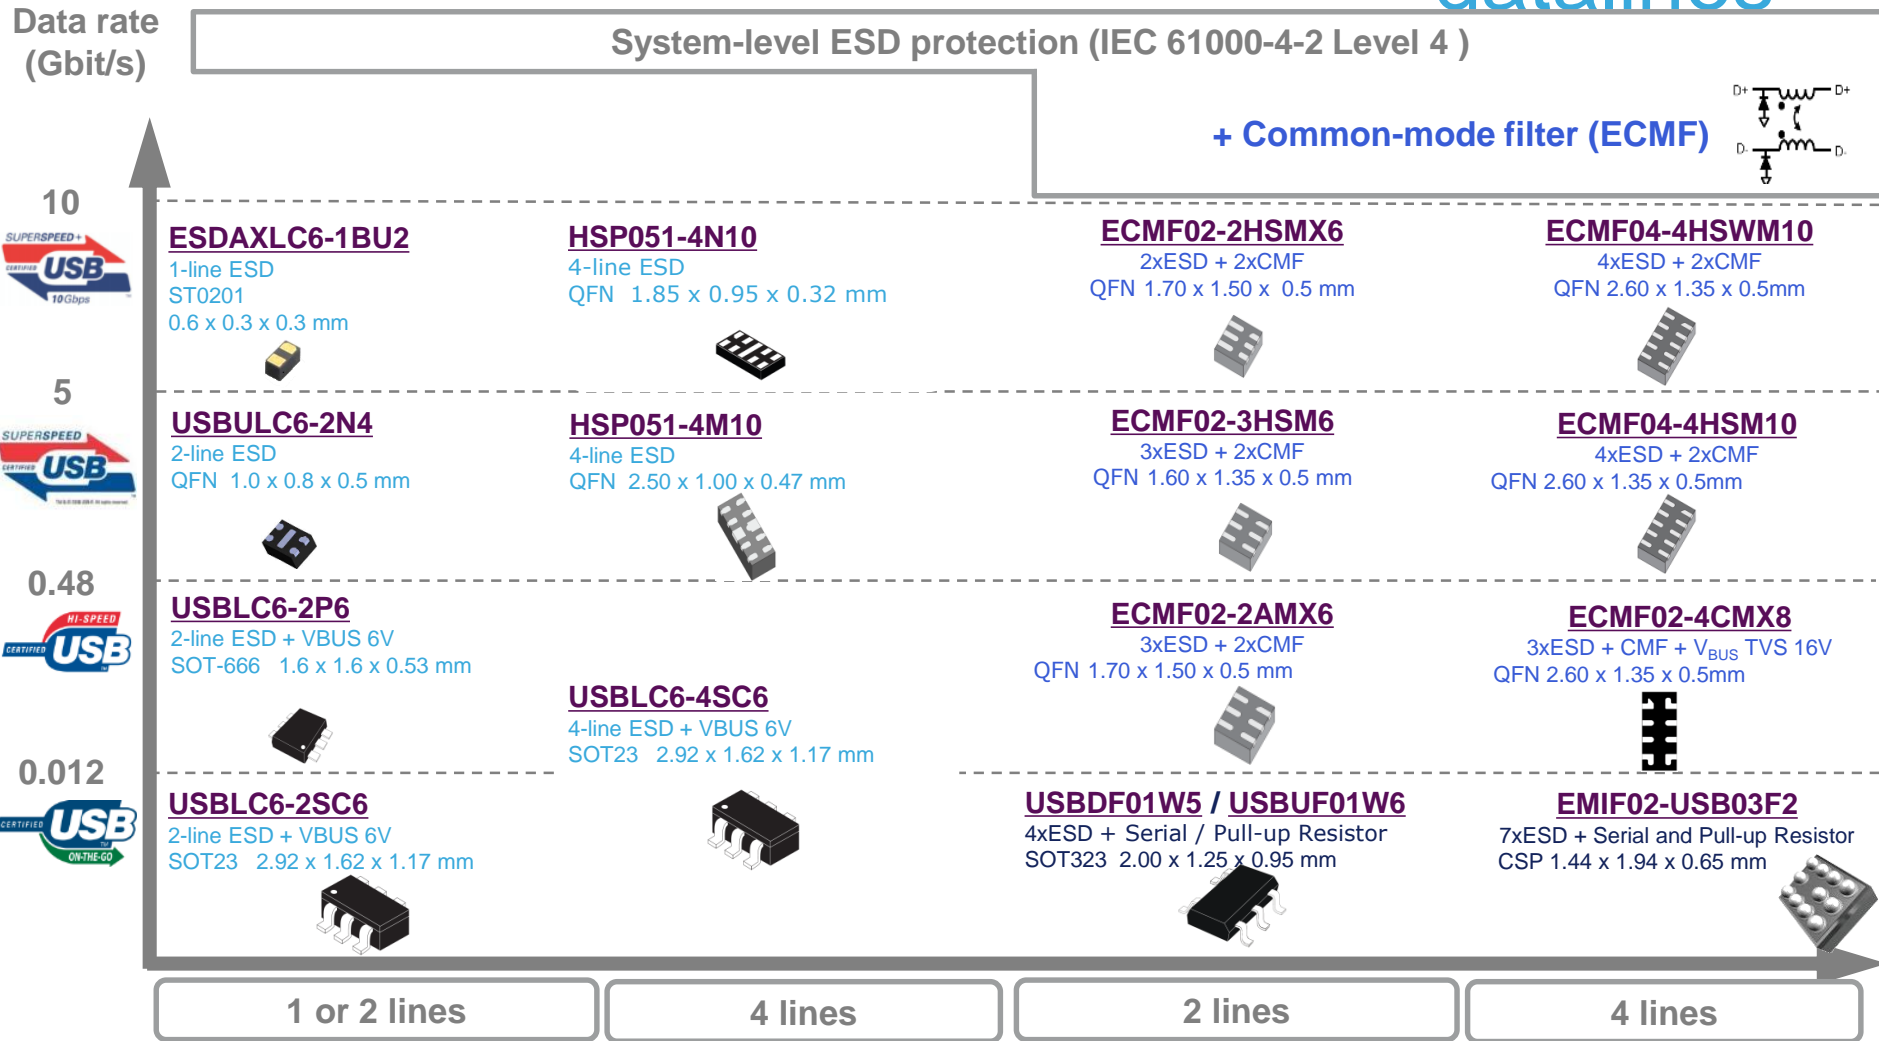 datalines
Data rate
(Gbit/s)
System-level ESD protection (IEC 61000-4-2 Level 4 )
+ Common-mode filter (ECMF)
D+ D+
D- D-
10
SUPERSPEED+
CERTIFIED USB
10Gbps
ESDAXLC6-1BU2
1-line ESD
ST0201
0.6 x 0.3 x 0.3 mm
HSP051-4N10
4-line ESD
QFN 1.85 x 0.95 x 0.32 mm
ECMF02-2HSMX6
2xESD + 2xCMF
QFN 1.70 x 1.50 x 0.5 mm
ECMF04-4HSWM10
4xESD + 2xCMF
QFN 2.60 x 1.35 x 0.5mm
5
SUPERSPEED
CERTIFIED USB
USBULC6-2N4
2-line ESD
QFN 1.0 x 0.8 x 0.5 mm
HSP051-4M10
4-line ESD
QFN 2.50 x 1.00 x 0.47 mm
ECMF02-3HSM6
3xESD + 2xCMF
QFN 1.60 x 1.35 x 0.5 mm
ECMF04-4HSM10
4xESD + 2xCMF
QFN 2.60 x 1.35 x 0.5mm
0.48
HI-SPEED
CERTIFIED USB
USBLC6-2P6
2-line ESD + VBUS 6V
SOT-666 1.6 x 1.6 x 0.53 mm
USBLC6-4SC6
4-line ESD + VBUS 6V
SOT23 2.92 x 1.62 x 1.17 mm
ECMF02-2AMX6
3xESD + 2xCMF
QFN 1.70 x 1.50 x 0.5 mm
ECMF02-4CMX8
3xESD + CMF + VBUS TVS 16V
QFN 2.60 x 1.35 x 0.5mm
0.012
CERTIFIED USB
ON-THE-GO
USBLC6-2SC6
2-line ESD + VBUS 6V
SOT23 2.92 x 1.62 x 1.17 mm
USBDF01W5 / USBUF01W6
4xESD + Serial / Pull-up Resistor
SOT323 2.00 x 1.25 x 0.95 mm
EMIF02-USB03F2
7xESD + Serial and Pull-up Resistor
CSP 1.44 x 1.94 x 0.65 mm
1 or 2 lines
4 lines
2 lines
4 lines